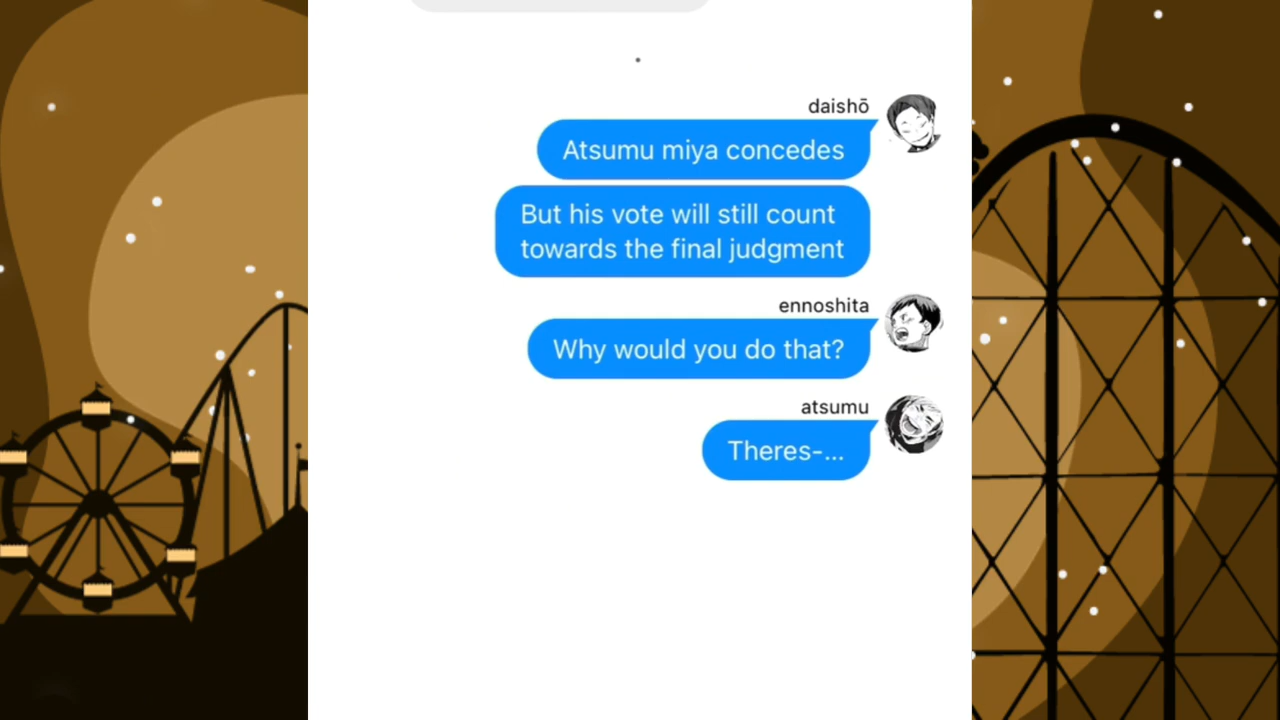 daishō
Atsumu miya concedes
But his vote will still count
towards the final judgment
ennoshita
Why would you do that?
atsumu
Theres-...